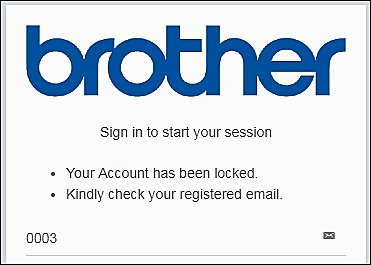 brother
Sign in to start your session
Your Account has been locked.
Kindly check your registered email.
0003